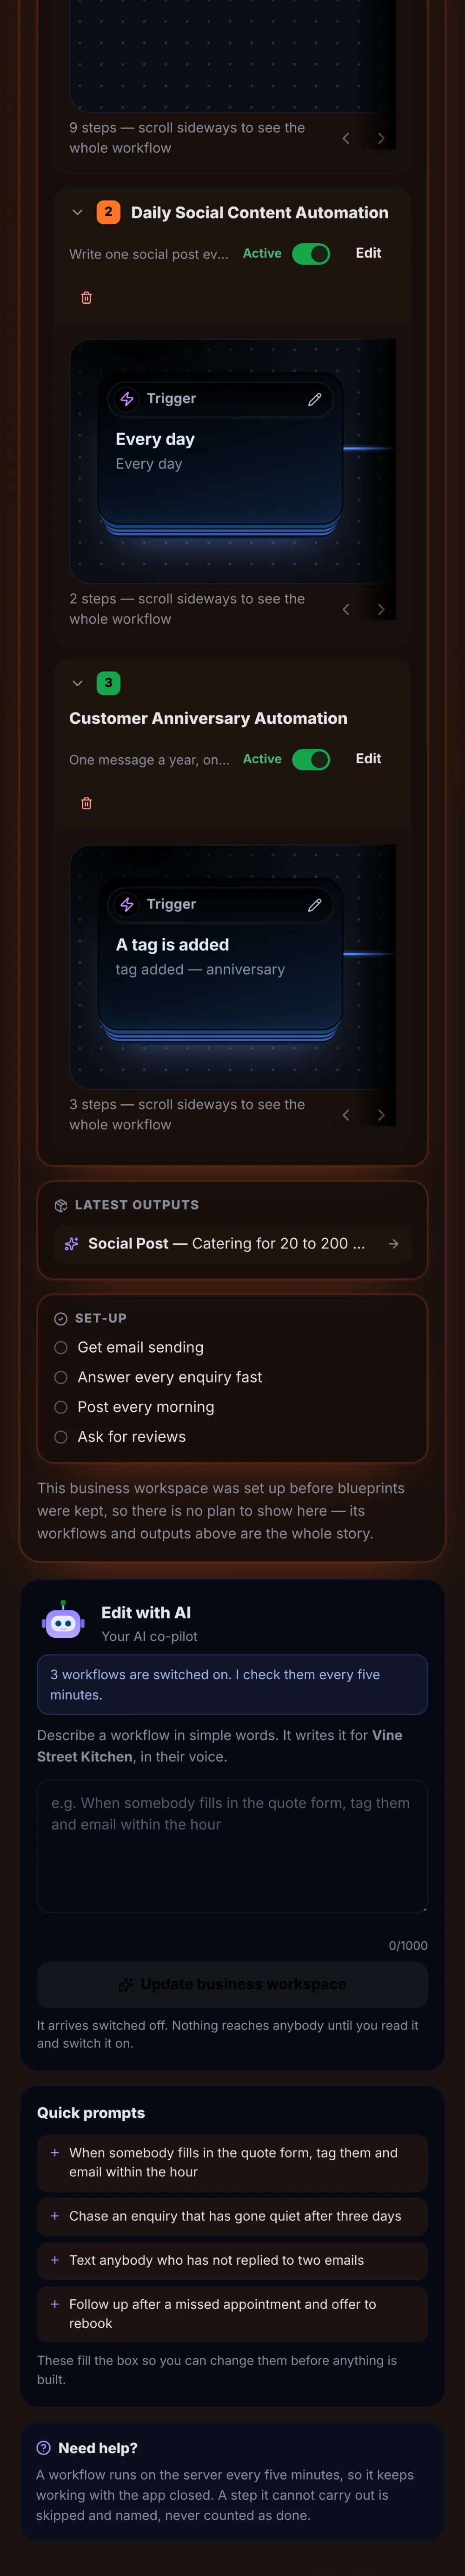 9 steps — scroll sideways to see the
whole workflow
2 Daily Social Content Automation
Write one social post ev... Active Edit
Trigger
Every day
Every day
2 steps — scroll sideways to see the
whole workflow
3
Customer Anniversary Automation
One message a year, on... Active Edit
Trigger
A tag is added
tag added — anniversary
3 steps — scroll sideways to see the
whole workflow
LATEST OUTPUTS
Social Post — Catering for 20 to 200 ...
SET-UP
Get email sending
Answer every enquiry fast
Post every morning
Ask for reviews
This business workspace was set up before blueprints
were kept, so there is no plan to show here — its
workflows and outputs above are the whole story.
Edit with AI
Your AI co-pilot
3 workflows are switched on. I check them every five
minutes.
Describe a workflow in simple words. It writes it for Vine
Street Kitchen, in their voice.
e.g. When somebody fills in the quote form, tag them
and email within the hour
0/1000
Update business workspace
It arrives switched off. Nothing reaches anybody until you read it
and switch it on.
Quick prompts
When somebody fills in the quote form, tag them and
email within the hour
Chase an enquiry that has gone quiet after three days
Text anybody who has not replied to two emails
Follow up after a missed appointment and offer to
rebook
These fill the box so you can change them before anything is
built.
Need help?
A workflow runs on the server every five minutes, so it keeps
working with the app closed. A step it cannot carry out is
skipped and named, never counted as done.